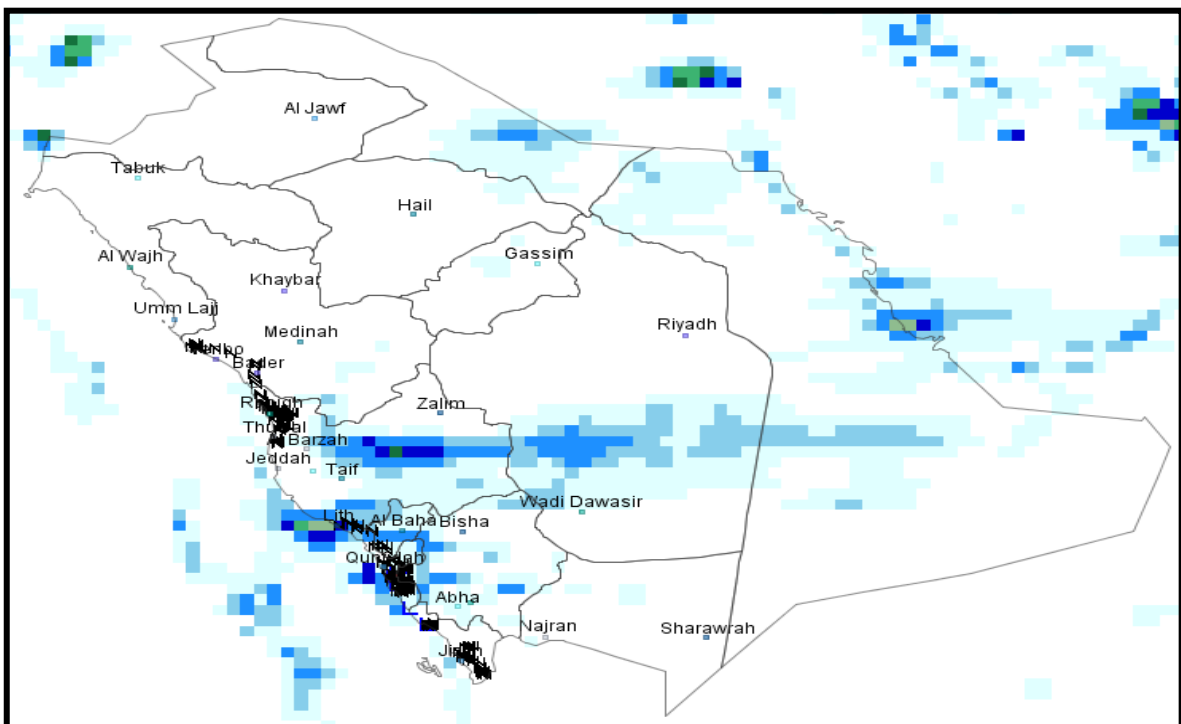 Al Jawf
Tabuk
Hail
Gassim
Al Wajh
Khaybar
Umm Lajj
Riyadh
Medinah
Bader
Zalim
Jeddah
Taif
Wadi Dawasir
Lith
Al Baha
Bisha
Abha
Najran
Sharawrah